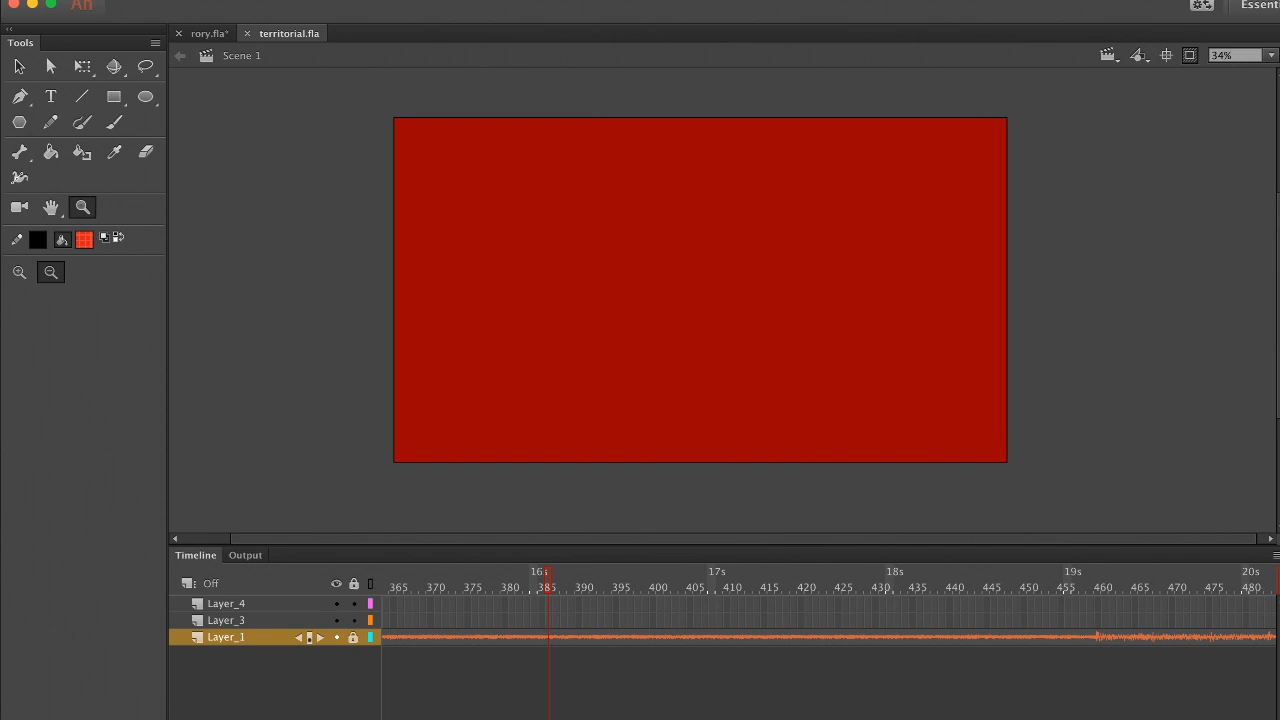 An
Essenti
rory.fla*
territorial.fla
Tools
Scene 1
34%
T
Timeline
Output
16s 17s 18s 19s 20s
Off
365 370 375 380 385 390 395 400 405 410 415 420 425 430 435 440 445 450 455 460 465 470 475 480
Layer_4
Layer_3
Layer_1